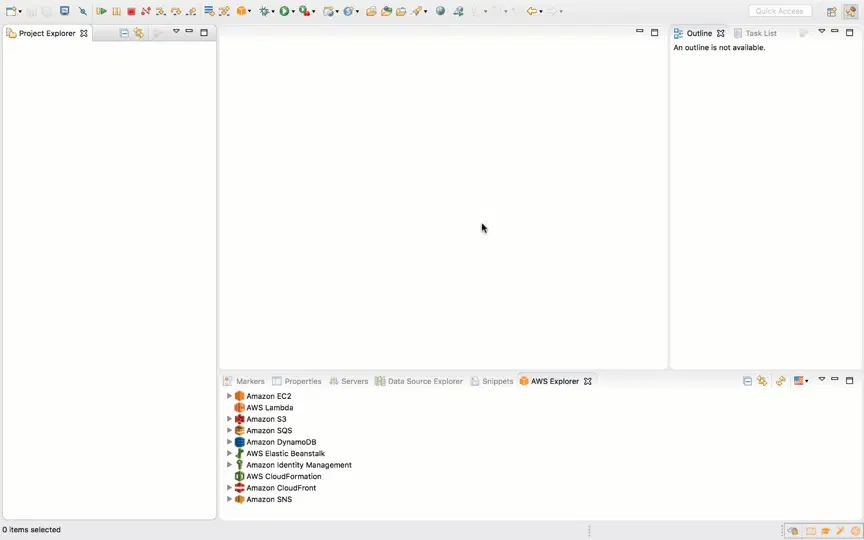 Quick Access
Project Explorer
Outline
Task List
An outline is not available.
Markers
Properties
Servers
Data Source Explorer
Snippets
AWS Explorer
Amazon EC2
AWS Lambda
Amazon S3
Amazon SQS
Amazon DynamoDB
AWS Elastic Beanstalk
Amazon Identity Management
AWS CloudFormation
Amazon CloudFront
Amazon SNS
0 items selected